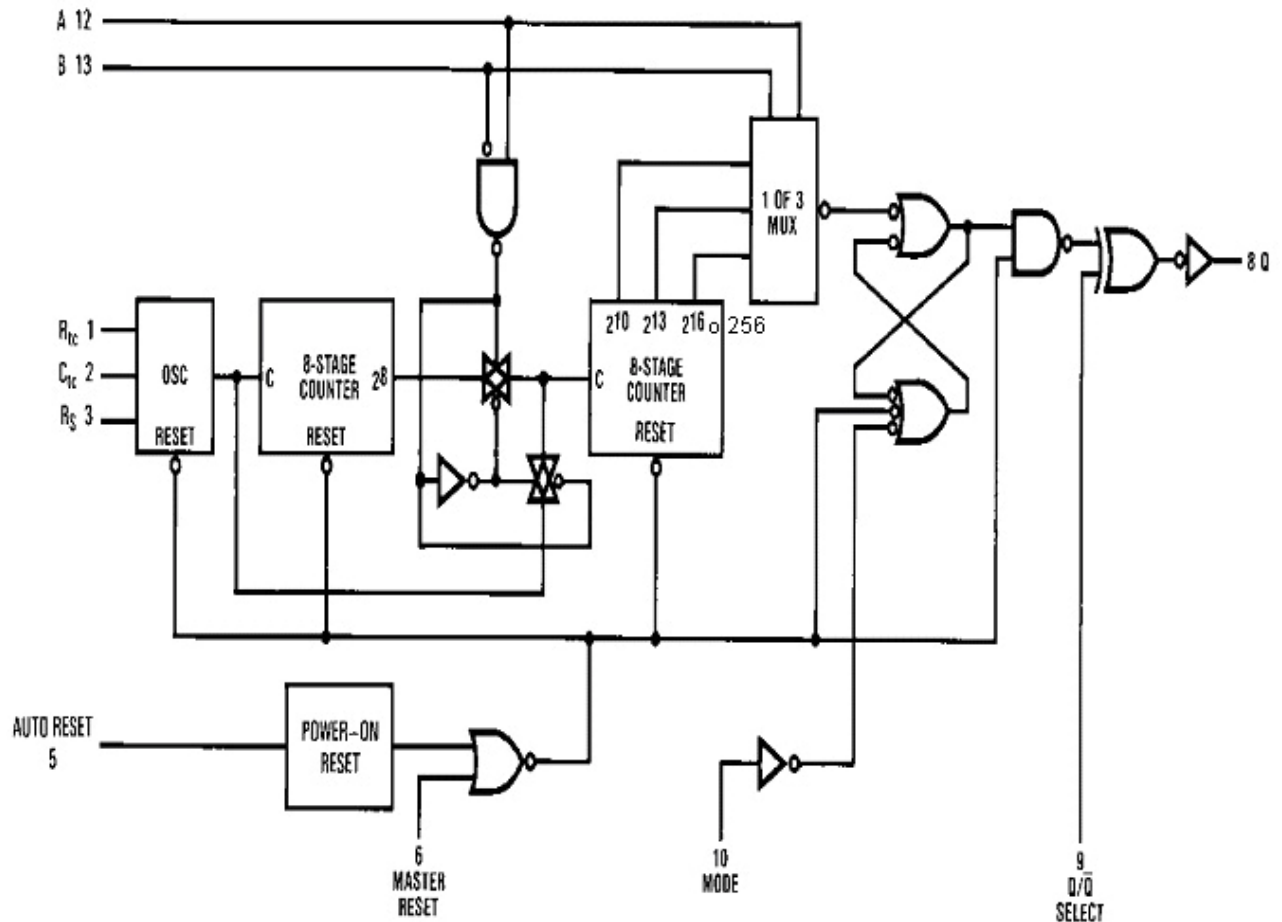 A 12
B 13
1 OF 3
MUX
8 Q
R_tc 1
C_tc 2
R_S 3
OSC
RESET
C
8-STAGE
COUNTER
2^8
RESET
2^10 2^13 2^16 o 256
C
8-STAGE
COUNTER
RESET
AUTO RESET
5
POWER-ON
RESET
6
MASTER
RESET
10
MODE
9
Q/Q̅
SELECT